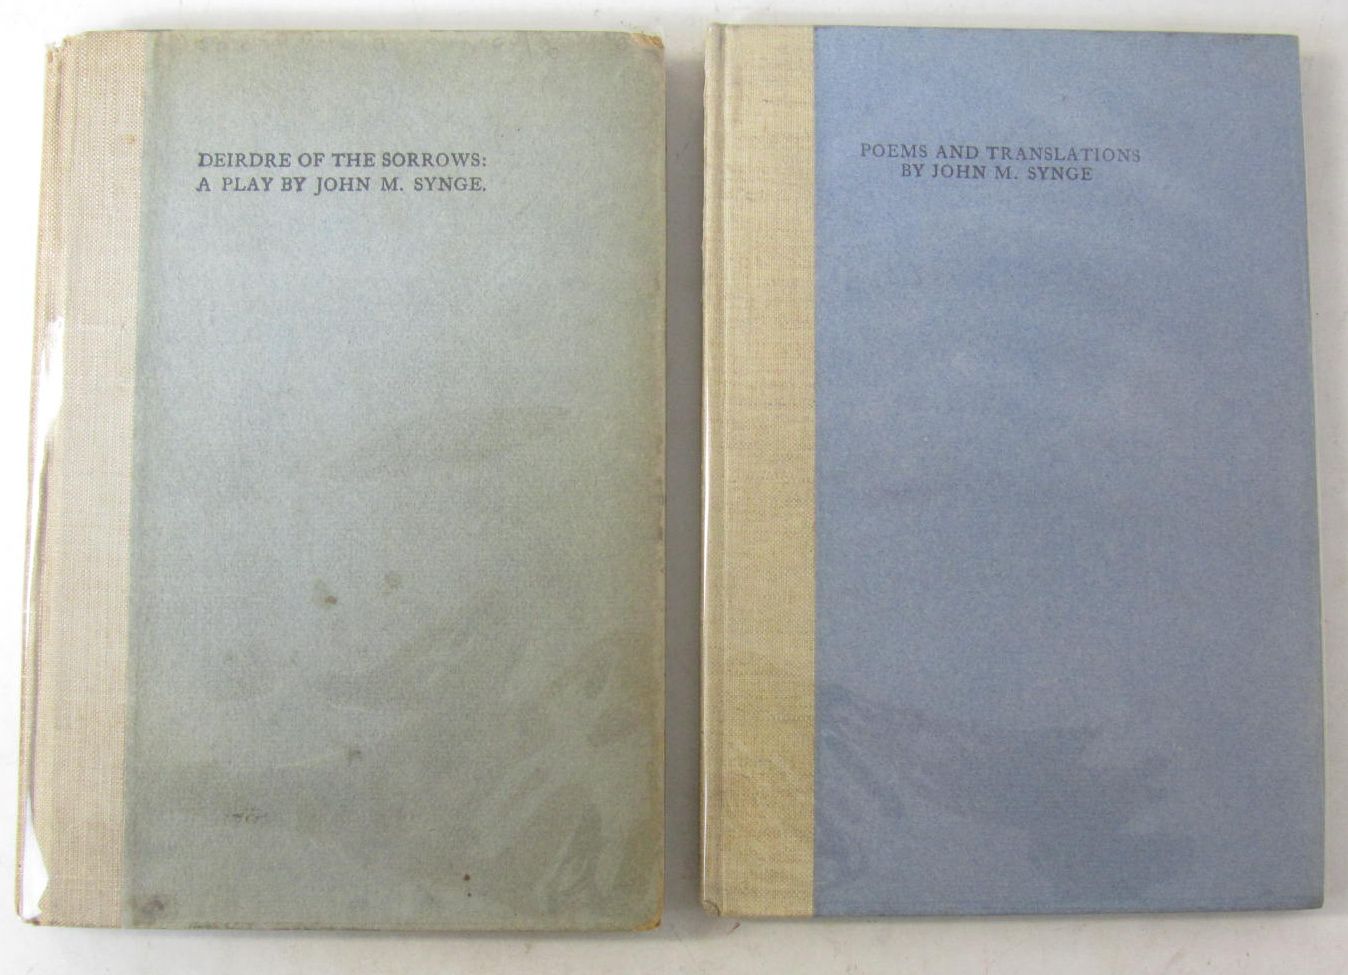 DEIRDRE OF THE SORROWS:
A PLAY BY JOHN M. SYNGE.
POEMS AND TRANSLATIONS
BY JOHN M. SYNGE